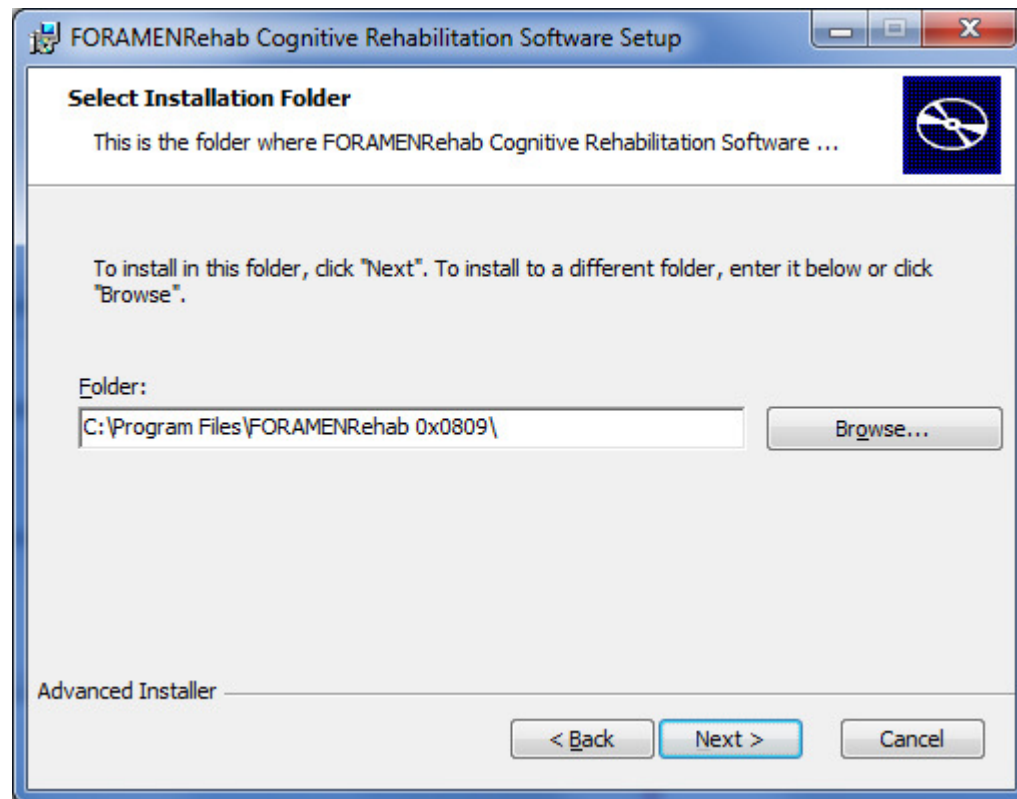 FORAMENRehab Cognitive Rehabilitation Software Setup
Select Installation Folder
This is the folder where FORAMENRehab Cognitive Rehabilitation Software ...
To install in this folder, click "Next". To install to a different folder, enter it below or click
"Browse".
Folder:
C:\Program Files\FORAMENRehab 0x0809\
Browse...
Advanced Installer
< Back
Next >
Cancel